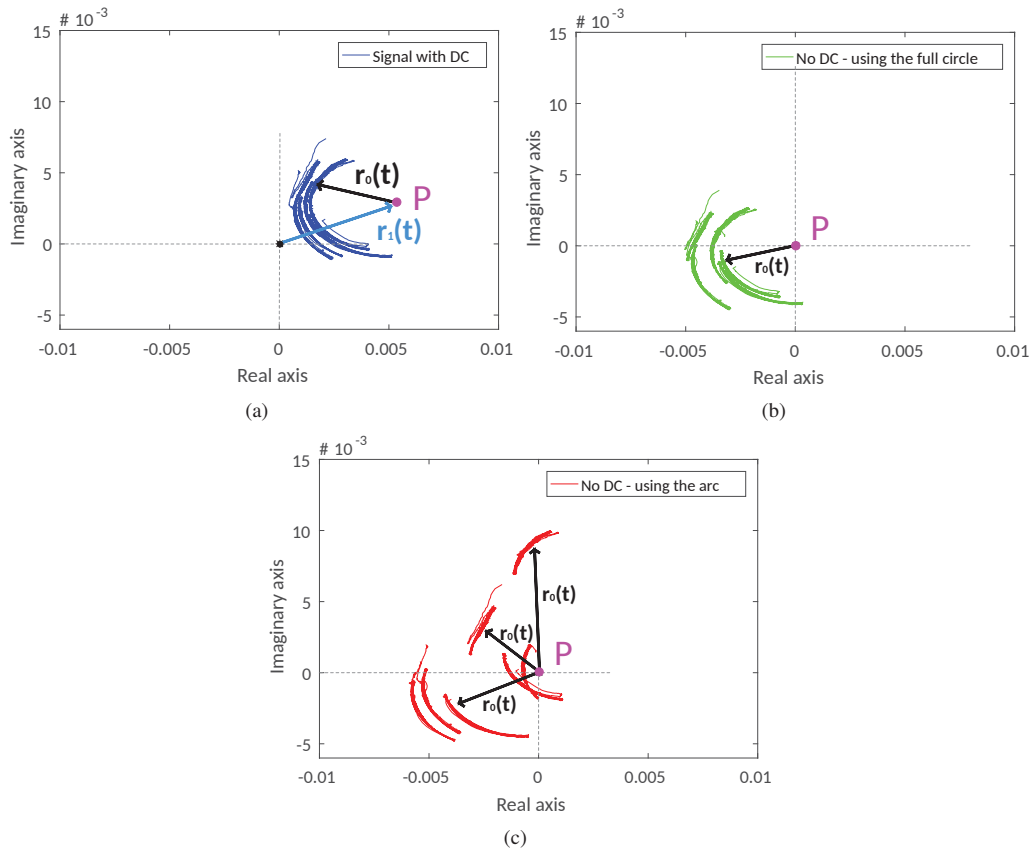 # 10⁻³
15
10
5
0
-5
-0.01
-0.005
0
0.005
0.01
Imaginary axis
Real axis
Signal with DC
r₀(t)
P
r₁(t)
(a)
# 10⁻³
15
10
5
0
-5
-0.01
-0.005
0
0.005
0.01
Imaginary axis
Real axis
No DC - using the full circle
P
r₀(t)
(b)
# 10⁻³
15
10
5
0
-5
-0.01
-0.005
0
0.005
0.01
Imaginary axis
Real axis
No DC - using the arc
r₀(t)
r₀(t)
P
r₀(t)
(c)